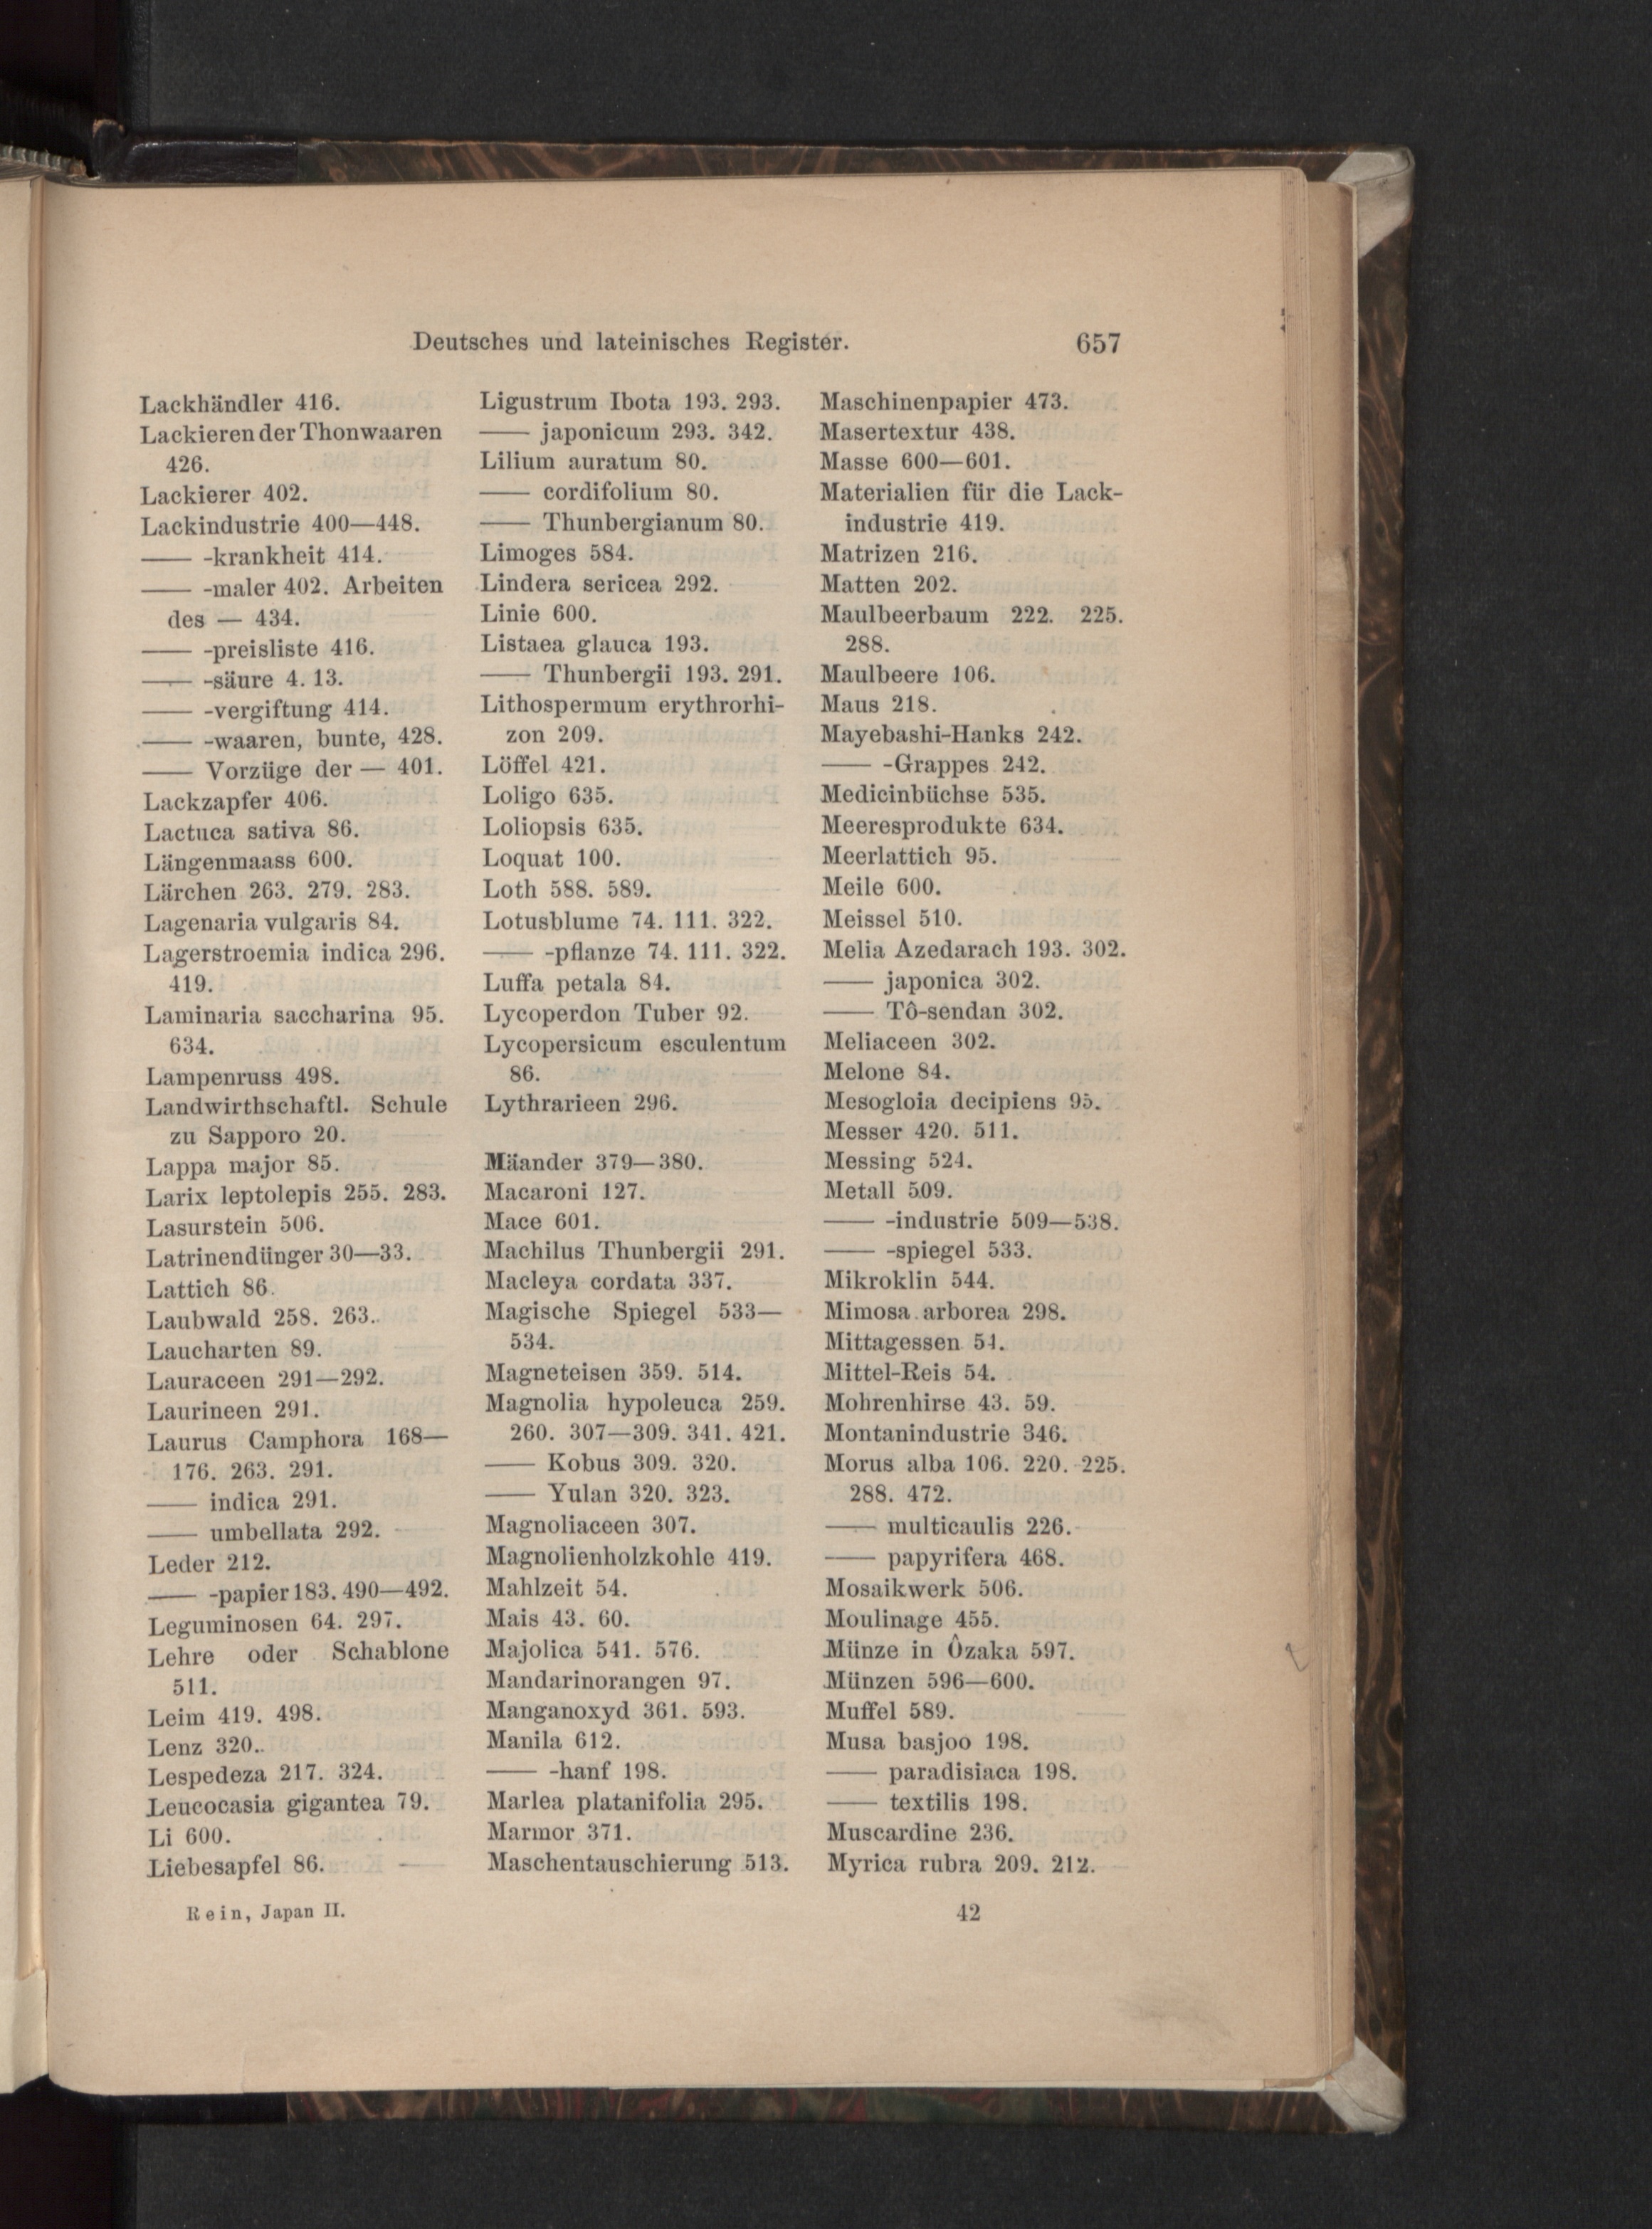 Deutsches und lateinisches Register. 657
Lackhändler 416.
Lackieren der Thonwaaren
426.
Lackierer 402.
Lackindustrie 400—448.
—— -krankheit 414.
—— -maler 402. Arbeiten
des — 434.
—— -preisliste 416.
—— -säure 4. 13.
—— -vergiftung 414.
—— -waaren, bunte, 428.
—— Vorzüge der — 401.
Lackzapfer 406.
Lactuca sativa 86.
Längenmaass 600.
Lärchen 263. 279. 283.
Lagenaria vulgaris 84.
Lagerstroemia indica 296.
419.
Laminaria saccharina 95.
634.
Lampenruss 498.
Landwirthschaftl. Schule
zu Sapporo 20.
Lappa major 85.
Larix leptolepis 255. 283.
Lasurstein 506.
Latrinendünger 30—33.
Lattich 86.
Laubwald 258. 263.
Laucharten 89.
Lauraceen 291—292.
Laurineen 291.
Laurus Camphora 168—
176. 263. 291.
—— indica 291.
—— umbellata 292.
Leder 212.
—— -papier 183. 490—492.
Leguminosen 64. 297.
Lehre oder Schablone
511.
Leim 419. 498.
Lenz 320.
Lespedeza 217. 324.
Leucocasia gigantea 79.
Li 600.
Liebesapfel 86.
Ligustrum Ibota 193. 293.
—— japonicum 293. 342.
Lilium auratum 80.
—— cordifolium 80.
—— Thunbergianum 80.
Limoges 584.
Lindera sericea 292.
Linie 600.
Listaea glauca 193.
—— Thunbergii 193. 291.
Lithospermum erythrorhi-
zon 209.
Löffel 421.
Loligo 635.
Loliopsis 635.
Loquat 100.
Loth 588. 589.
Lotusblume 74. 111. 322.
—— -pflanze 74. 111. 322.
Luffa petala 84.
Lycoperdon Tuber 92.
Lycopersicum esculentum
86.
Lythrarieen 296.
Mäander 379—380.
Macaroni 127.
Mace 601.
Machilus Thunbergii 291.
Macleya cordata 337.
Magische Spiegel 533—
534.
Magneteisen 359. 514.
Magnolia hypoleuca 259.
260. 307—309. 341. 421.
—— Kobus 309. 320.
—— Yulan 320. 323.
Magnoliaceen 307.
Magnolienholzkohle 419.
Mahlzeit 54.
Mais 43. 60.
Majolica 541. 576.
Mandarinorangen 97.
Manganoxyd 361. 593.
Manila 612.
—— -hanf 198.
Marlea platanifolia 295.
Marmor 371.
Maschentauschierung 513.
Maschinenpapier 473.
Masertextur 438.
Masse 600—601.
Materialien für die Lack-
industrie 419.
Matrizen 216.
Matten 202.
Maulbeerbaum 222. 225.
288.
Maulbeere 106.
Maus 218.
Mayebashi-Hanks 242.
—— -Grappes 242.
Medicinbüchse 535.
Meeresprodukte 634.
Meerlattich 95.
Meile 600.
Meissel 510.
Melia Azedarach 193. 302.
—— japonica 302.
—— Tô-sendan 302.
Meliaceen 302.
Melone 84.
Mesogloia decipiens 95.
Messer 420. 511.
Messing 524.
Metall 509.
—— -industrie 509—538.
—— -spiegel 533.
Mikroklin 544.
Mimosa arborea 298.
Mittagessen 54.
Mittel-Reis 54.
Mohrenhirse 43. 59.
Montanindustrie 346.
Morus alba 106. 220. 225.
288. 472.
—— multicaulis 226.
—— papyrifera 468.
Mosaikwerk 506.
Moulinage 455.
Münze in Ôzaka 597.
Münzen 596—600.
Muffel 589.
Musa basjoo 198.
—— paradisiaca 198.
—— textilis 198.
Muscardine 236.
Myrica rubra 209. 212.
Rein, Japan II. 42